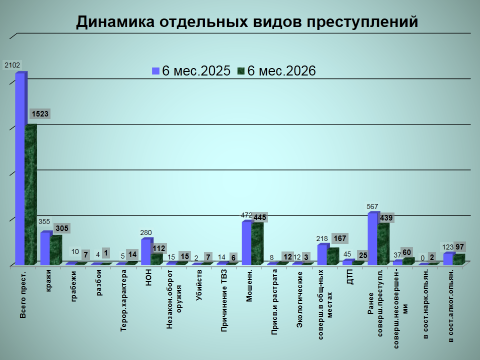 Динамика отдельных видов преступлений
6 мес.2025 6 мес.2026
2102
1523
355
305
10
7
4
1
5
14
280
112
15
15
2
7
14
6
472
445
8
12
12
3
218
167
45
25
567
439
37
60
0
2
123
97
Всего прест.
кражи
грабежи
разбои
Терор.характера
НОН
Незакон.оборот
оружия
Убийств
Причинение ТВЗ
Мошенн.
Присв.и растрата
Экологические
соверш.в общ-ных
местах
ДТП
Ранее
соверш.преступл.
соверш.несовершен-
ми
в сост.нарк.опьян.
в сост.алког.опьян.